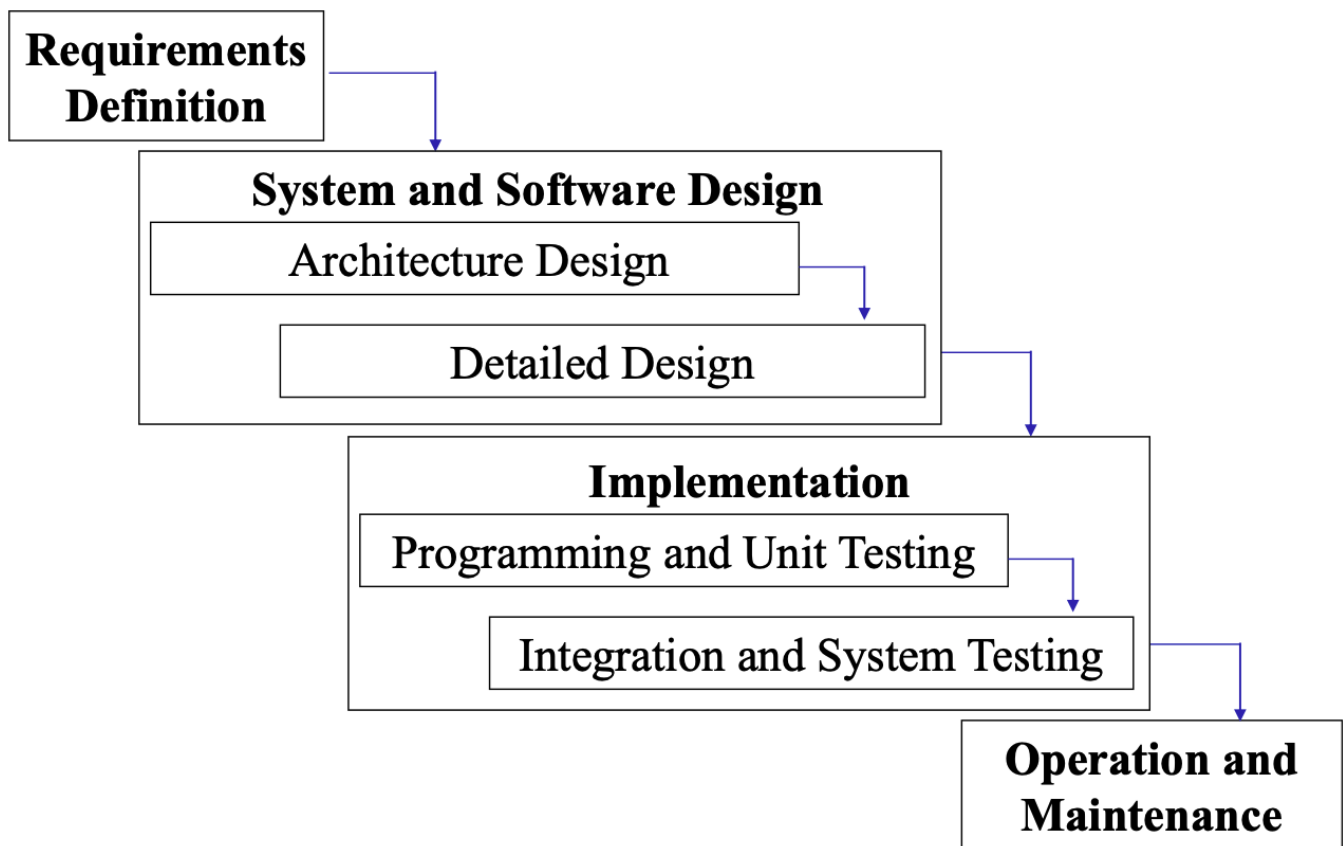 Requirements
Definition
System and Software Design
Architecture Design
Detailed Design
Implementation
Programming and Unit Testing
Integration and System Testing
Operation and
Maintenance